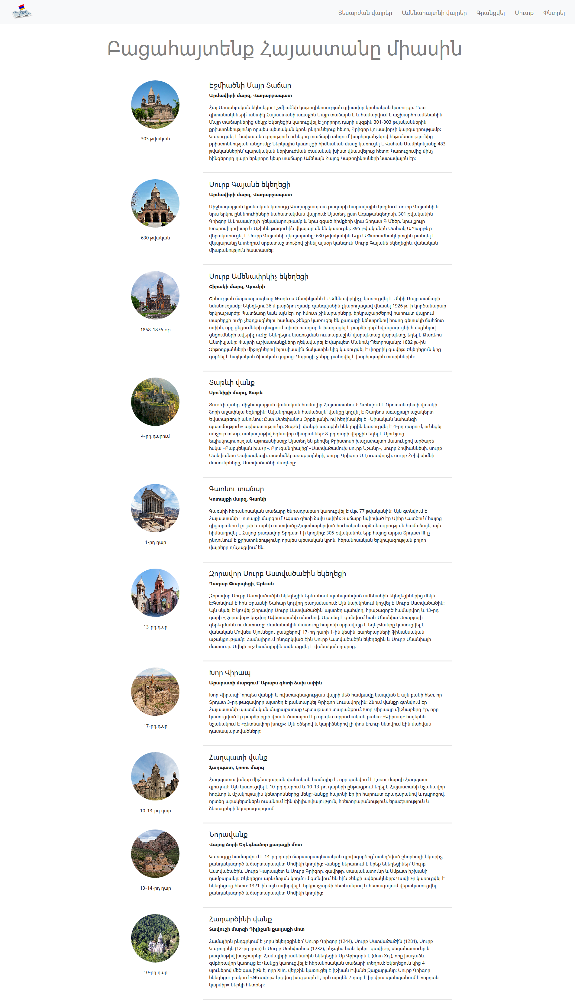 Տեսարժան վայրեր
Ամենահայտնի վայրեր
Գրանցվել
Մուտք
Փնտրել
Բացահայտենք Հայաստանը միասին
Էջմիածնի Մայր Տաճար
Արմավիրի մարզ, Վաղարշապատ
Հայ Առաքելական եկեղեցու Էջմիածնի կաթողիկոսության գլխավոր կրոնական կառույցը: Ըստ
գիտանակնների՝ անտիկ Հայաստանի առաջին Մայր տաճարն է և համարվում է աշխարհի ամենահին
Մայր տաճարներից մեկը: Եկեղեցին կառուցվել է չորրորդ դարի սկզբին 301-303 թվականներին
քրիստոնեությունը որպես պետական կրոն ընդունելուց հետո, Գրիգոր Լուսավորչի կարգադրությամբ:
Կառուցվել է նախապես գոյություն ունեցող տաճարի տեղում՝ խորհրդանշելով հեթանոսությունից
քրիստոնեության անցումը: Ներկայիս կառույցի հիմնական մասը կառուցել է Վահան Մամիկոնյանը 483
թվականներին՝ պարսկական ներխուժման ժամանակ խիստ վնասվելուց հետո: Կառուցումից մինչ
հինգերորդ դարի երկրորդ կեսը տաճարը Ամենայն Հայոց Կաթողիկոսների նստավայրն էր:
303 թվական
Սուրբ Գայանե եկեղեցի
Արմավիրի մարզ, Վաղարշապատ
Միջնադարյան կրոնական կառույց Վաղարշապատ քաղաքի հարավային կողմում, սուրբ Գայանեի և
նրա երկու ընկերուհիների նահատակման վայրում: Այստեղ, ըստ Ագաթանգեղոսի, 301 թվականին
Գրիգոր Ա Լուսավորչի ղեկավարությամբ և նրա գցած հիմքերի վրա Տրդատ Գ Մեծը, նրա քույր
Խոսրովիդուխտը և Աշխեն թագուհին վկայարան են կառուցել: 395 թվականին Սահակ Ա Պարթևը
վերակառուցել է Սուրբ Գայանեի վկայարանը: 630 թվականին Եզր Ա Փառաժնակերտցին քանդել է
վկայարանը և տեղում սրբատաշ տուֆով շինել այսօր կանգուն Սուրբ Գայանե եկեղեցին, վանական
միաբանություն հաստատել:
630 թվական
Սուրբ Ամենափրկիչ եկեղեցի
Շիրակի մարզ, Գյումրի
Շինության ճարտարապետը Թադևոս Անտիկյանն է: Ամենափրկիչը կառուցվել է Անիի Մայր տաճարի
նմանությամբ: Եկեղեցու 36 մ բարձրությամբ զանգվածին չկարողացավ վնասել 1926 թ.-ի կործանարար
երկրաշարժը: Պատճառը նաև այն էր, որ հմուտ շինարարները, երկրաշարժերով հարուստ վայրում
տարերքի ուժը չեզոքացնելու համար, շենքը կառուցել են քաղաքի կենտրոնով հոսող գետակի ճահճոտ
ափին, որը ցնցումների դեպքում պիտի խաղար և խաղացել է բարձի դեր՝ նվազագույնի հասցնելով
ցնցումների ավերիչ ուժը: Եկեղեցու կառուցման ուստաբաշին՝ վարպետաց վարպետը, եղել է Թադեոս
Անտիկյանը: Փայտի աշխատանքները ղեկավարել է վարպետ Մանուկ Պետրոսյանը: 1882 թ.-ին
Ձիթողցյանների միջոցներով հյուսիսային ճակատին կից կառուցվել է փոքրիկ գավիթ: Եկեղեցուն կից
գործել է հայկական ծխական դպրոց: Դպրոցի շենքը քանդվել է խորհրդային տարիներին:
1858-1876 թթ
Տաթևի վանք
Սյունիքի մարզ, Տաթև
Տաթևի վանք, միջնադարյան վանական համալիր Հայաստանում: Գտնվում է Որոտան գետի վտակի
ձորի աջափնյա եզերքին: Ավանդության համաձայն՝ վանքը կոչվել է Թադեոս առաքյալի աշակերտ
Եվստաթեոսի անունով: Ըստ Ստեփանոս Օրբելյանի, ով հեղինակել է «Սիսական նահանգի
պատմություն» աշխատությունը, Տաթևի վանքի առաջին եկեղեցին կառուցվել է 4-րդ դարում, ունեցել
անշուք տեսք, սակավաթիվ ճգնավոր միաբաններ: 8-րդ դարի վերջին եղել է Սյունյաց
եպիսկոպոսության աթոռանիստը: Այստեղ են բերվել Քրիստոսի խաչափայտի մասունքով արծաթե
հսկա «Բաբկենյան խաչը», Բյուզանդիայից՝ «Աստվածամուխ սուրբ Նշանը», սուրբ Հովհաննեսի, սուրբ
Ստեփանոս Նախավկայի, տասնմեկ առաքյալների, սուրբ Գրիգոր Ա Լուսավորչի, սուրբ Հռիփսիմեի
մասունքները, Աստվածածնի մազերը:
4-րդ դարում
Գառնու տաճար
Կոտայքի մարզ, Գառնի
Գառնիի հեթանոսական տաճարը ենթադրաբար կառուցվել է մ.թ. 77 թվականին: Այն գտնվում է
Հայաստանի Կոտայքի մարզում՝ Ազատ գետի ձախ ափին: Տաճարը նվիրված էր Միհր Աստծուն՝ հայոց
դիցարանում լույսի և արևի աստվածը:Հայտնաբերված հունական արձանագրության համաձայն, այն
հիմնադրվել է Հայոց թագավոր Տրդատ I-ի կողմից: 305 թվականին, երբ հայոց արքա Տրդատ III-ը
ընդունում է քրիստոնեությունը որպես պետական կրոն, հեթանոսական երկրպագության բոլոր
վայրերը ոչնչացվում են:
1-րդ դար
Զորավոր Սուրբ Աստվածածին եկեղեցի
Ղազար Փարպեցի, Երևան
Զորավոր Սուրբ Աստվածածին եկեղեցին Երևանում պահպանված ամենահին եկեղեցիներից մեկն
է:Գտնվում է հին Երևանի Շահար կոչվող թաղամասում: Այն նախկինում կոչվել է Սուրբ Աստվածածին:
Այն սկսել է կոչվել Զորավոր Սուրբ Աստվածածին՝ այստեղ պահվող, հրաշագործ համարվող և 13-րդ
դարի «Զորավոր» կոչվող Ավետարանի անունով: Այստեղ է գտնվում նաև Անանիա Առաքյալի
գերեզմանն ու մատուռը: Ժամանակին մատուռը հայտնի սրբավայր է եղել:Վանքը կառուցվել է
վանական Մովսես Սյունեցու ջանքերով՝ 17-րդ դարի 1-ին կեսին՝ բարերարների ֆինանսական
աջակցությամբ: Համալիրում ընդգրկված էին Սուրբ Աստվածածին եկեղեցին և Սուրբ Անանիայի
մատուռը: Ավելի ուշ համալիրին ավելացվել է վանական դպրոց:
13-րդ դար
Խոր Վիրապ
Արարատի մարզում՝ Արաքս գետի ձախ ափին
Խոր Վիրապի՝ որպես վանքի և ուխտագնացության վայրի մեծ համբավը կապված է այն բանի հետ, որ
Տրդատ 3-րդ թագավորը այստեղ է բանտարկել Գրիգոր Լուսավորչին: Հնում վանքը գտնվում էր
Հայաստանի պատմական մայրաքաղաք Արտաշատի տարածքում: Խոր Վիրապը միջնաբերդ էր, որը
կառուցված էր բարձր բլրի վրա և ծառայում էր որպես արքունական բանտ: «Վիրապ» հայերեն
նշանակում է «գետնափոր խուց»: Այն օձերով և կարիճներով լի փոս էր,ուր նետվում էին մահվան
դատապարտվածները:
17-րդ դար
Հաղպատի վանք
Հաղպատ, Լոռու մարզ
Հաղպատավանքը միջնադարյան վանական համալիր է, որը գտնվում է Լոռու մարզի Հաղպատ
գյուղում: Այն կառուցվել է 10-րդ դարում և 10-13-րդ դարերի ընթացքում եղել է Հայաստանի նշանավոր
հոգևոր և մշակութային կենտրոններից մեկը:Վանքը հայտնի էր իր հարուստ գրադարանով և դպրոցով,
որտեղ աշակերտներն ուսանում էին փիլիսոփայություն, հռետորաբանություն, երաժշտություն և
ձեռագրերի նկարազարդում:
10-13-րդ դար
Նորավանք
Վայոց ձորի Եղեգնաձոր քաղաքի մոտ
Կառույցը համարվում է 14-րդ դարի ճարտարապետական գլուխգործոց՝ ստեղծված շնորհալի նկարիչ,
քանդակագործ և ճարտարապետ Մոմիկի կողմից: Վանքը ներառում է երեք եկեղեցիներ՝ Սուրբ
Աստվածածին, Սուրբ Կարապետ և Սուրբ Գրիգոր, գավիթը, տապանատունը և Սմբատ իշխանի
դամբարանը: Եկեղեցու արևմտյան կողմում գտնվում են հին շենքի ավերակները: Գավիթը կառուցվել է
եկեղեցուց հետո: 1321-ին այն ավերվել է երկրաշարժի հետևանքով և հետագայում վերակառուցվել
քանդակագործ և ճարտարապետ Մոմիկի կողմից:
13-14-րդ դար
Հաղարծինի վանք
Տավուշի մարզի Դիլիջան քաղաքի մոտ
Համալիրն ընդգրկում է չորս եկեղեցիներ՝ Սուրբ Գրիգոր (1244), Սուրբ Աստվածածին (1281), Սուրբ
Կաթողիկե (12-րդ դար) և Սուրբ Ստեփանոս (1232), ինչպես նաև երկու գավիթը, սեղանատունը և
բազմաթիվ խաչքարեր: Համալիրի ամենահին եկեղեցին Սբ Գրիգորն է (մոտ Xդ.), որը խաչաձև-
գմբեթավոր կառույց է: Վանքը կառուցվել է հեթանոսական տաճարի տեղում: Եկեղեցուն կից 4
սյուներով մեծ գավիթն է, որը XIIդ. վերջին կառուցել է իշխան Իվանե Զաքարյանը: Սուրբ Գրիգոր
եկեղեցու բակում «Թևավոր» կոչվող խաչքարն է, որն արդեն 7 դար է իր վրա պահպանում է «որդան
կարմիր» ներկի հետքեր:
10-րդ դար